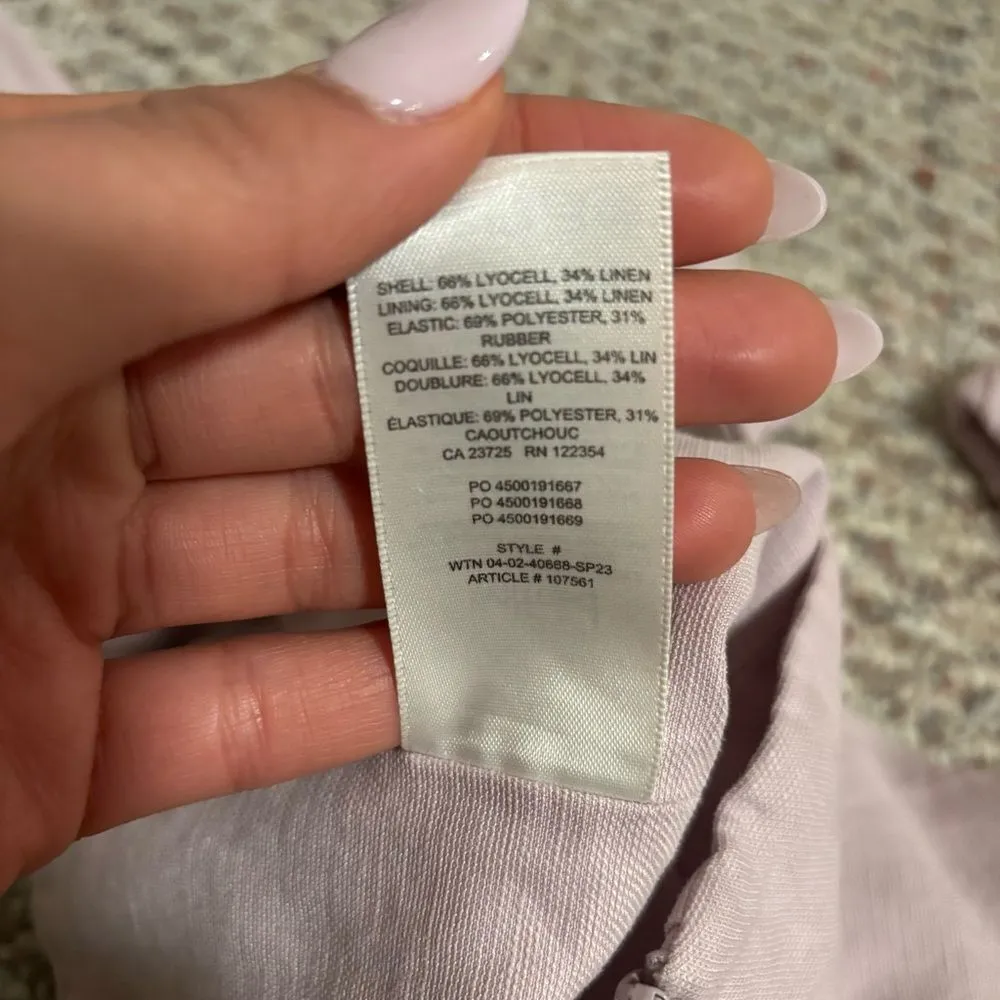 SHELL: 66% LYOCELL, 34% LINEN
LINING: 66% LYOCELL, 34% LINEN
ELASTIC: 69% POLYESTER, 31%
RUBBER
COQUILLE: 66% LYOCELL, 34% LIN
DOUBLURE: 66% LYOCELL, 34%
LIN
ÉLASTIQUE: 69% POLYESTER, 31%
CAOUTCHOUC
CA 23725 RN 122354
PO 4500191667
PO 4500191668
PO 4500191669
STYLE #
WTN 04-02-40668-SP23
ARTICLE # 107561